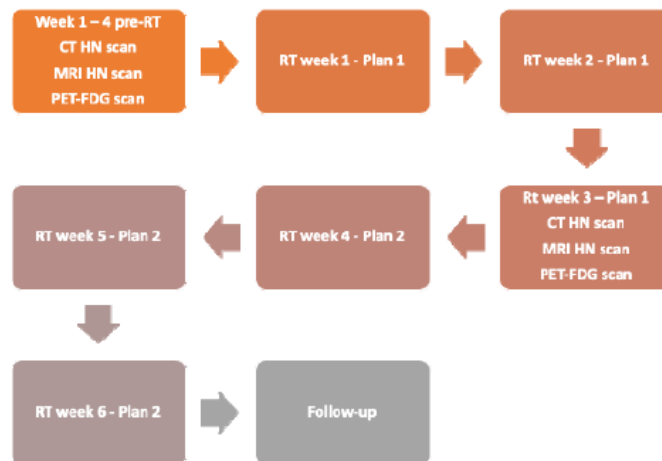 Week 1 – 4 pre-RT
CT HN scan
MRI HN scan
PET-FDG scan
RT week 1 - Plan 1
RT week 2 - Plan 1
Rt week 3 – Plan 1
CT HN scan
MRI HN scan
PET-FDG scan
RT week 4 - Plan 2
RT week 5 - Plan 2
RT week 6 - Plan 2
Follow-up